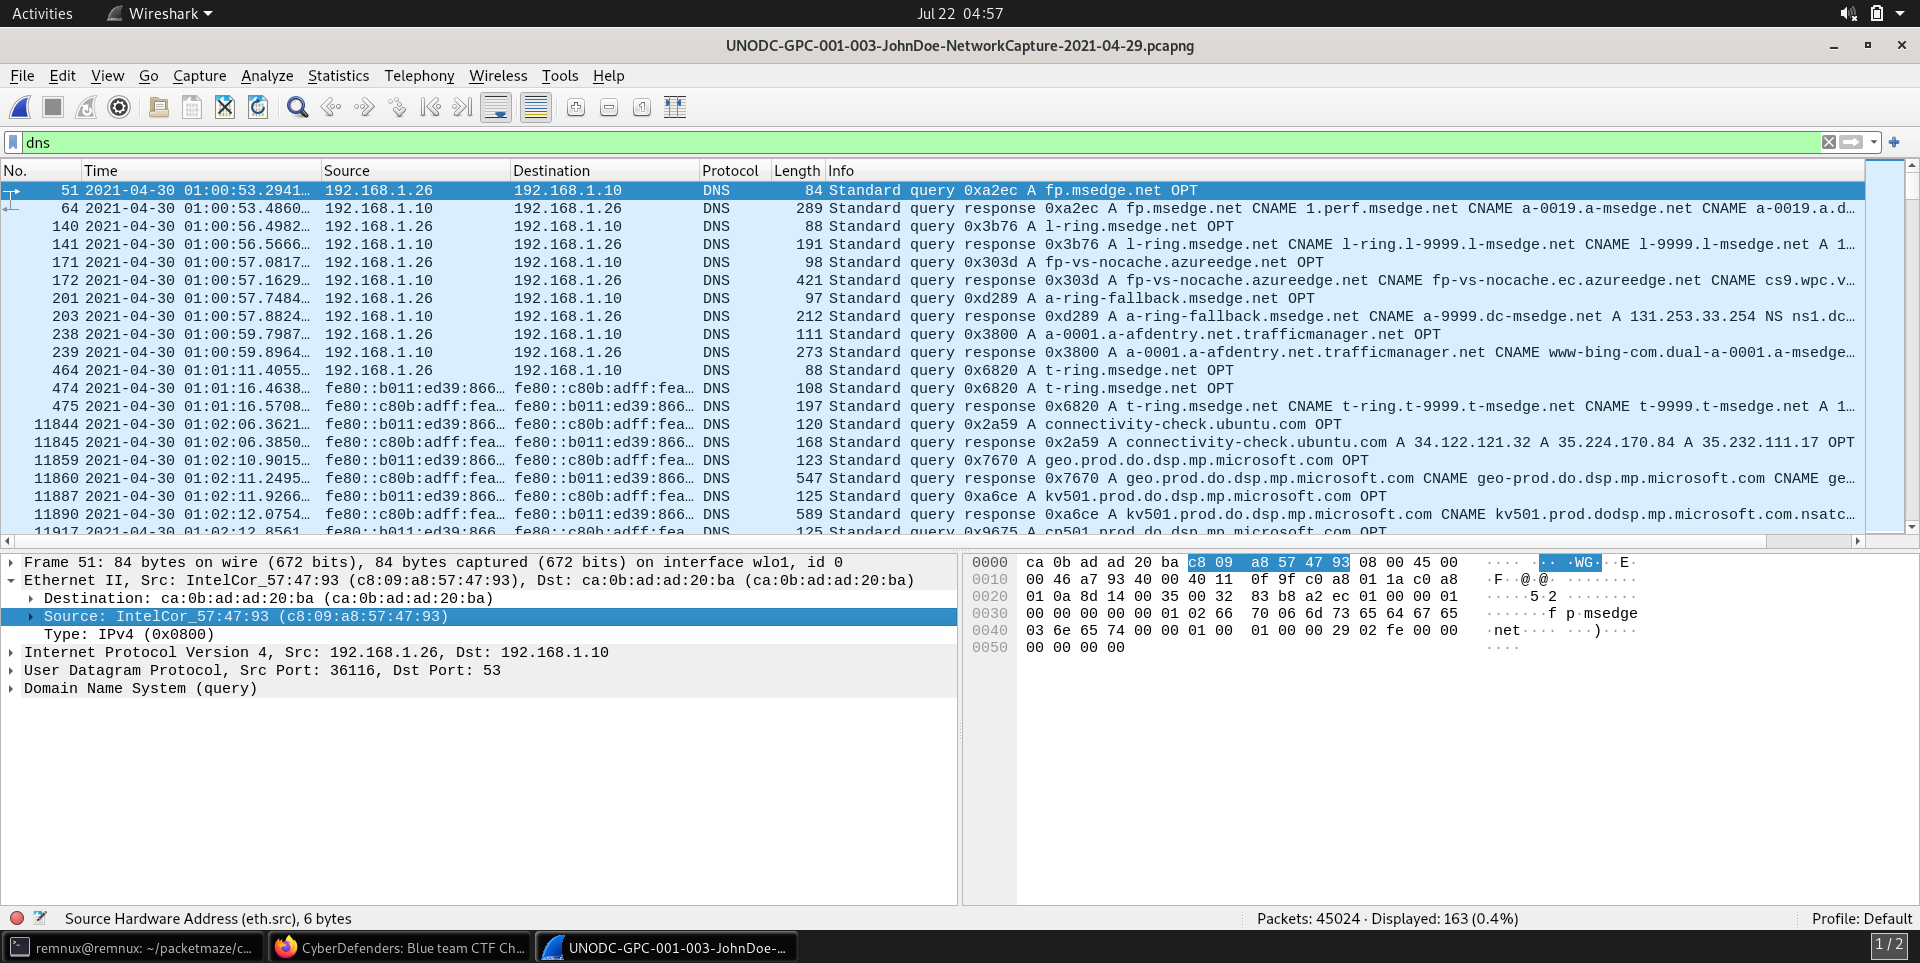 Activities Wireshark Jul 22 04:57
UNODC-GPC-001-003-JohnDoe-NetworkCapture-2021-04-29.pcapng
File Edit View Go Capture Analyze Statistics Telephony Wireless Tools Help
dns
No. Time Source Destination Protocol Length Info
51 2021-04-30 01:00:53.2941… 192.168.1.26 192.168.1.10 DNS 84 Standard query 0xa2ec A fp.msedge.net OPT
64 2021-04-30 01:00:53.4860… 192.168.1.10 192.168.1.26 DNS 289 Standard query response 0xa2ec A fp.msedge.net CNAME 1.perf.msedge.net CNAME a-0019.a-msedge.net CNAME a-0019.a.d…
140 2021-04-30 01:00:56.4982… 192.168.1.26 192.168.1.10 DNS 88 Standard query 0x3b76 A l-ring.msedge.net OPT
141 2021-04-30 01:00:56.5666… 192.168.1.10 192.168.1.26 DNS 191 Standard query response 0x3b76 A l-ring.msedge.net CNAME l-ring.l-9999.l-msedge.net CNAME l-9999.l-msedge.net A 1…
171 2021-04-30 01:00:57.0817… 192.168.1.26 192.168.1.10 DNS 98 Standard query 0x303d A fp-vs-nocache.azureedge.net OPT
172 2021-04-30 01:00:57.1629… 192.168.1.10 192.168.1.26 DNS 421 Standard query response 0x303d A fp-vs-nocache.azureedge.net CNAME fp-vs-nocache.ec.azureedge.net CNAME cs9.wpc.v…
201 2021-04-30 01:00:57.7484… 192.168.1.26 192.168.1.10 DNS 97 Standard query 0xd289 A a-ring-fallback.msedge.net OPT
203 2021-04-30 01:00:57.8824… 192.168.1.10 192.168.1.26 DNS 212 Standard query response 0xd289 A a-ring-fallback.msedge.net CNAME a-9999.dc-msedge.net A 131.253.33.254 NS ns1.dc…
238 2021-04-30 01:00:59.7987… 192.168.1.26 192.168.1.10 DNS 111 Standard query 0x3800 A a-0001.a-afdentry.net.trafficmanager.net OPT
239 2021-04-30 01:00:59.8964… 192.168.1.10 192.168.1.26 DNS 273 Standard query response 0x3800 A a-0001.a-afdentry.net.trafficmanager.net CNAME www-bing-com.dual-a-0001.a-msedge…
464 2021-04-30 01:01:11.4055… 192.168.1.26 192.168.1.10 DNS 88 Standard query 0x6820 A t-ring.msedge.net OPT
474 2021-04-30 01:01:16.4638… fe80::b011:ed39:866… fe80::c80b:adff:fea… DNS 108 Standard query 0x6820 A t-ring.msedge.net OPT
475 2021-04-30 01:01:16.5708… fe80::c80b:adff:fea… fe80::b011:ed39:866… DNS 197 Standard query response 0x6820 A t-ring.msedge.net CNAME t-ring.t-9999.t-msedge.net CNAME t-9999.t-msedge.net A 1…
11844 2021-04-30 01:02:06.3621… fe80::b011:ed39:866… fe80::c80b:adff:fea… DNS 120 Standard query 0x2a59 A connectivity-check.ubuntu.com OPT
11845 2021-04-30 01:02:06.3850… fe80::c80b:adff:fea… fe80::b011:ed39:866… DNS 168 Standard query response 0x2a59 A connectivity-check.ubuntu.com A 34.122.121.32 A 35.224.170.84 A 35.232.111.17 OPT
11859 2021-04-30 01:02:10.9015… fe80::b011:ed39:866… fe80::c80b:adff:fea… DNS 123 Standard query 0x7670 A geo.prod.do.dsp.mp.microsoft.com OPT
11860 2021-04-30 01:02:11.2495… fe80::c80b:adff:fea… fe80::b011:ed39:866… DNS 547 Standard query response 0x7670 A geo.prod.do.dsp.mp.microsoft.com CNAME geo-prod.do.dsp.mp.microsoft.com CNAME ge…
11887 2021-04-30 01:02:11.9266… fe80::b011:ed39:866… fe80::c80b:adff:fea… DNS 125 Standard query 0xa6ce A kv501.prod.do.dsp.mp.microsoft.com OPT
11890 2021-04-30 01:02:12.0754… fe80::c80b:adff:fea… fe80::b011:ed39:866… DNS 589 Standard query response 0xa6ce A kv501.prod.do.dsp.mp.microsoft.com CNAME kv501.prod.dodsp.mp.microsoft.com.nsatc…
11917 2021-04-30 01:02:12.8561… fe80::b011:ed39:866… fe80::c80b:adff:fea… DNS 125 Standard query 0x9675 A cp501.prod.do.dsp.mp.microsoft.com OPT
Frame 51: 84 bytes on wire (672 bits), 84 bytes captured (672 bits) on interface wlo1, id 0
Ethernet II, Src: IntelCor_57:47:93 (c8:09:a8:57:47:93), Dst: ca:0b:ad:ad:20:ba (ca:0b:ad:ad:20:ba)
Destination: ca:0b:ad:ad:20:ba (ca:0b:ad:ad:20:ba)
Source: IntelCor_57:47:93 (c8:09:a8:57:47:93)
Type: IPv4 (0x0800)
Internet Protocol Version 4, Src: 192.168.1.26, Dst: 192.168.1.10
User Datagram Protocol, Src Port: 36116, Dst Port: 53
Domain Name System (query)
0000 ca 0b ad ad 20 ba c8 09 a8 57 47 93 08 00 45 00 ···· ··· ·WG···E·
0010 00 46 a7 93 40 00 40 11 0f 9f c0 a8 01 1a c0 a8 ·F··@·@· ········
0020 01 0a 8d 14 00 35 00 32 83 b8 a2 ec 01 00 00 01 ·····5·2 ········
0030 00 00 00 00 00 01 02 66 70 06 6d 73 65 64 67 65 ·······f p·msedge
0040 03 6e 65 74 00 00 01 00 01 00 00 29 02 fe 00 00 ·net···· ···)····
0050 00 00 00 00 ····
Source Hardware Address (eth.src), 6 bytes Packets: 45024 · Displayed: 163 (0.4%) Profile: Default
remnux@remnux: ~/packetmaze/c… CyberDefenders: Blue team CTF Ch… UNODC-GPC-001-003-JohnDoe-… 1 / 2